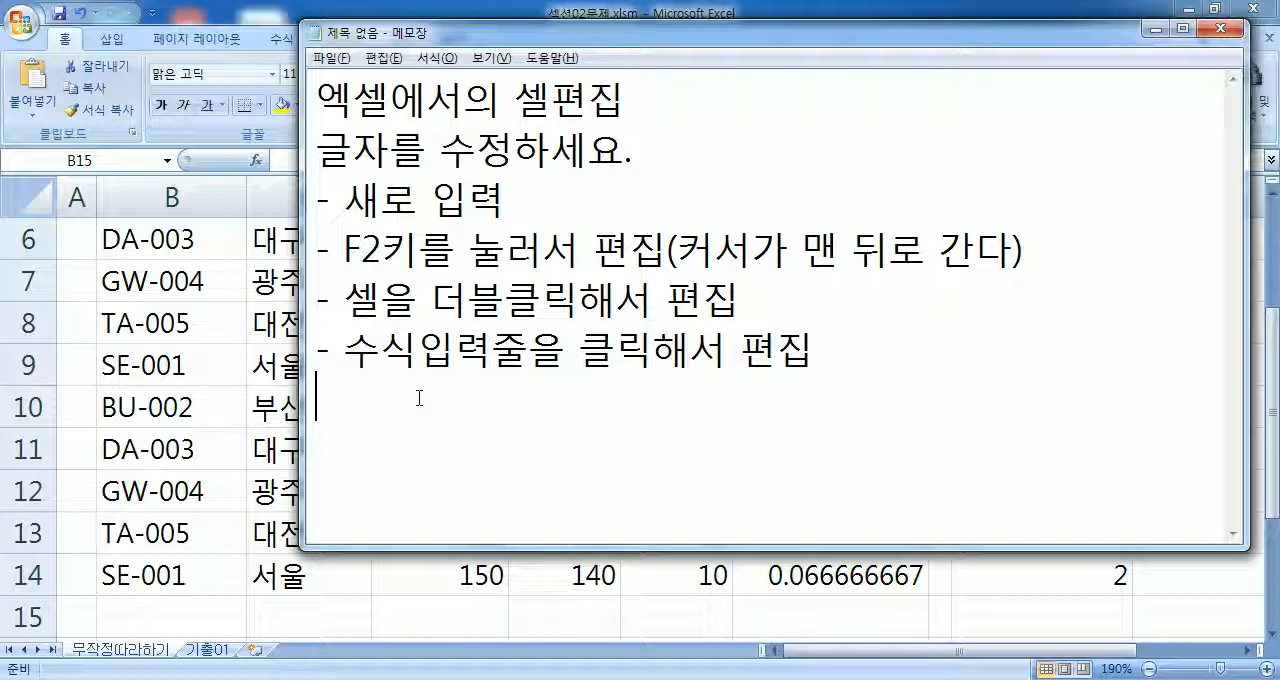 섹션02문제.xlsm - Microsoft Excel
홈 삽입 페이지 레이아웃 수식
잘라내기
복사
서식 복사
붙여넣기
클립보드
맑은 고딕 11
가 가 가
글꼴
B15 fx
제목 없음 - 메모장
파일(F) 편집(E) 서식(O) 보기(V) 도움말(H)
엑셀에서의 셀편집
글자를 수정하세요.
- 새로 입력
- F2키를 눌러서 편집(커서가 맨 뒤로 간다)
- 셀을 더블클릭해서 편집
- 수식입력줄을 클릭해서 편집
A B
6 DA-003 대구
7 GW-004 광주
8 TA-005 대전
9 SE-001 서울
10 BU-002 부산
11 DA-003 대구
12 GW-004 광주
13 TA-005 대전
14 SE-001 서울 150 140 10 0.066666667 2
15
무작정따라하기 기출01
준비 190%